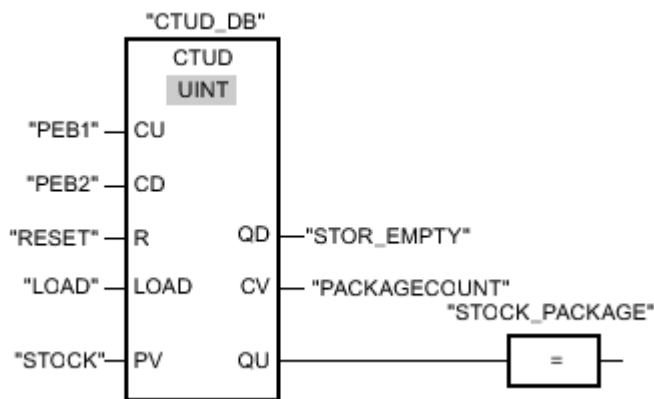 "CTUD_DB"
CTUD
UINT
"PEB1" CU
"PEB2" CD
"RESET" R QD "STOR_EMPTY"
"LOAD" LOAD CV "PACKAGECOUNT"
"STOCK_PACKAGE"
"STOCK" PV QU =